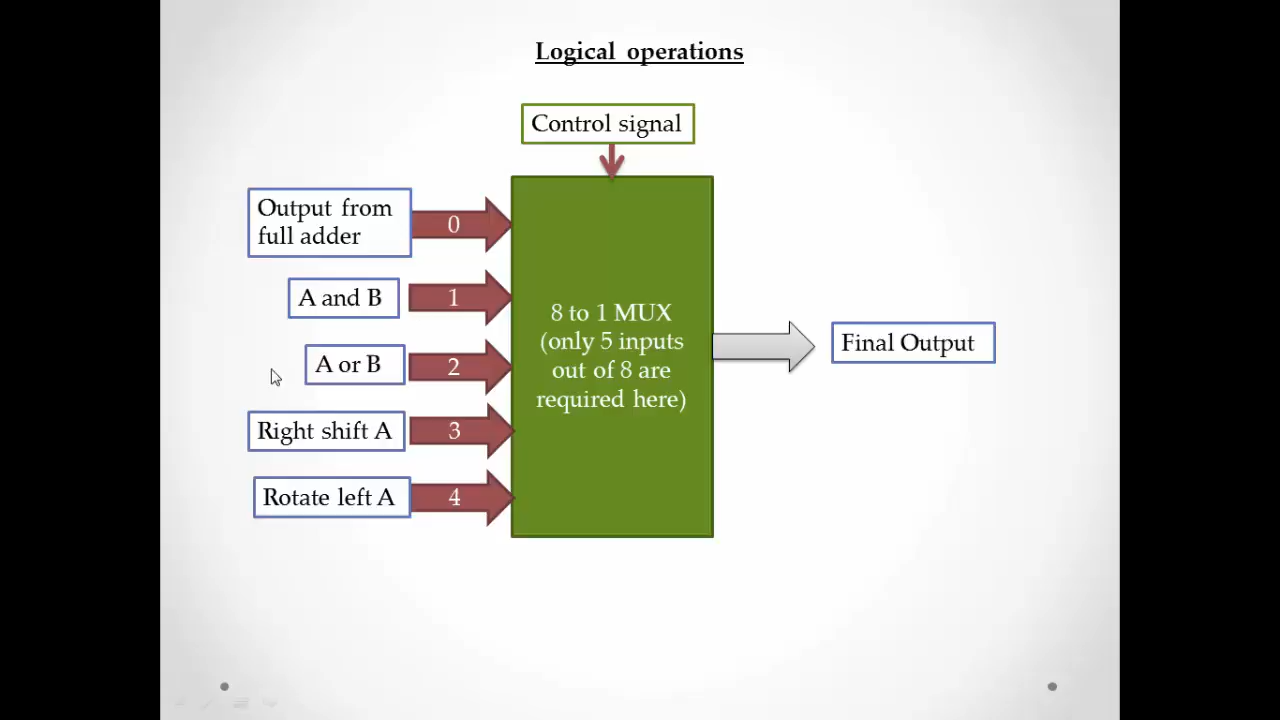 Logical operations
Control signal
Output from
full adder
0
A and B
1
A or B
2
Right shift A
3
Rotate left A
4
8 to 1 MUX
(only 5 inputs
out of 8 are
required here)
Final Output